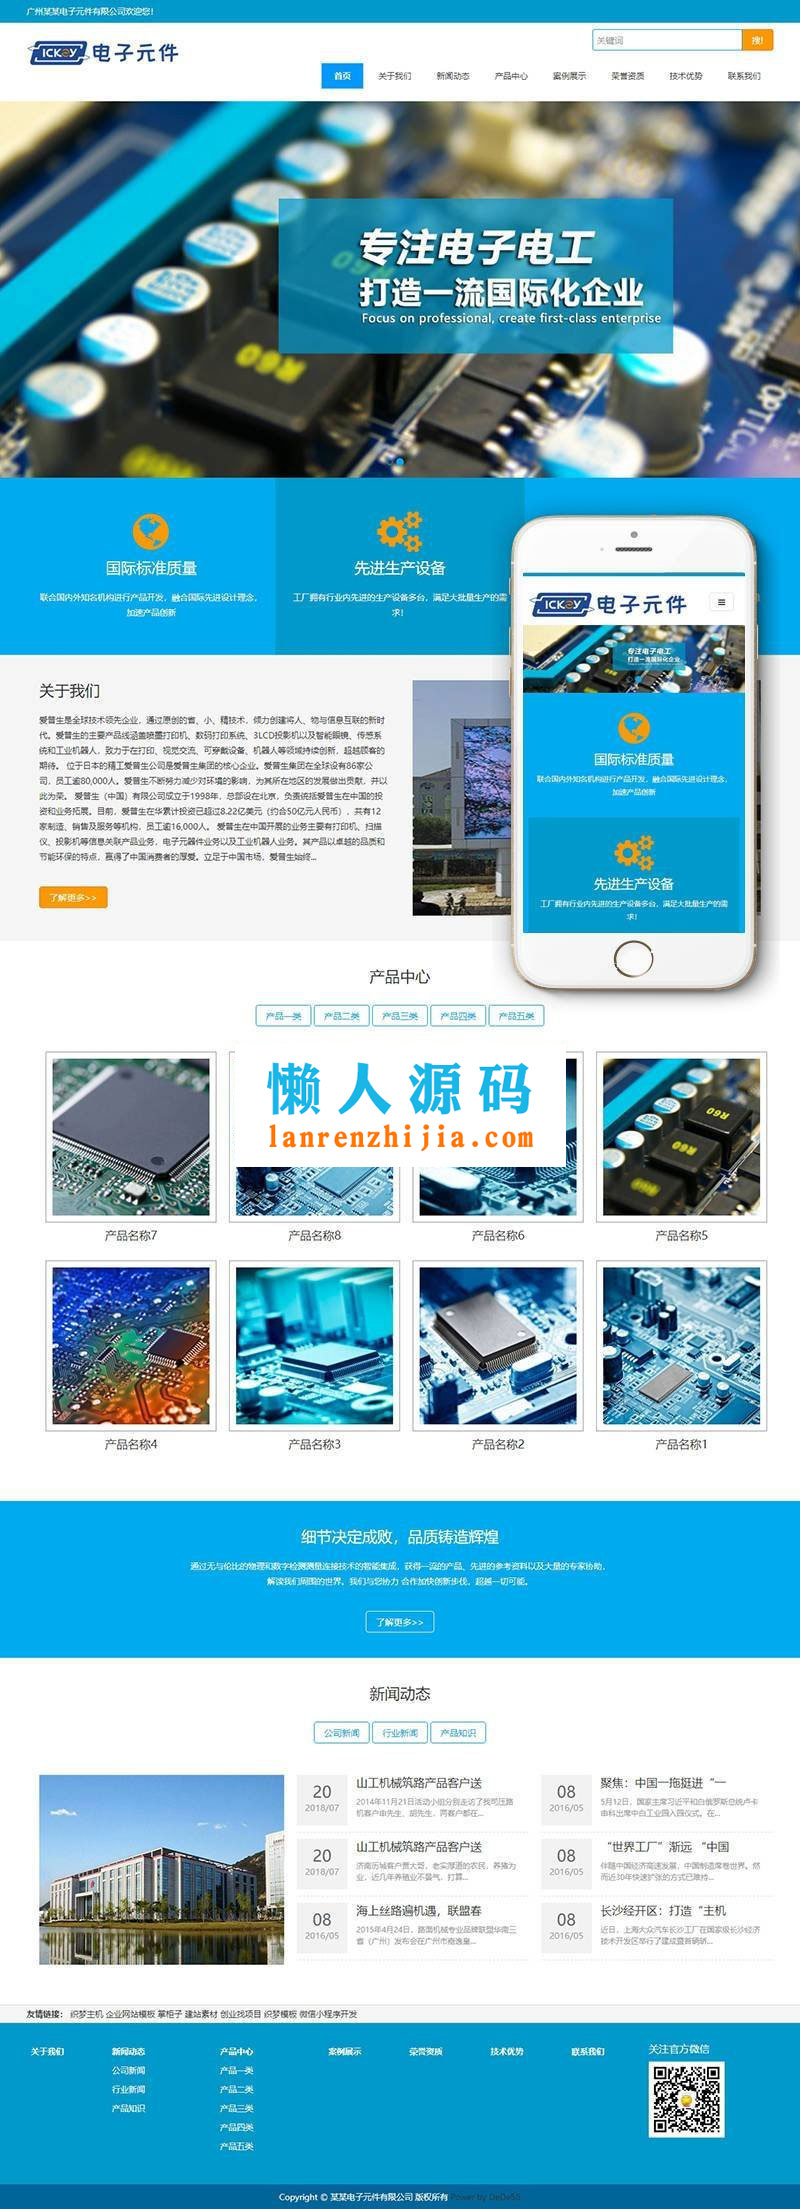 广州某某电子元件有限公司欢迎您！
ICKey 电子元件
关键词
搜!
首页 关于我们 新闻动态 产品中心 案例展示 荣誉资质 技术优势 联系我们
专注电子电工
打造一流国际化企业
Focus on professional, create first-class enterprise
R60
R60
OPTICAL
国际标准质量
联合国内外知名机构进行产品开发，融合国际先进设计理念，
加速产品创新
先进生产设备
工厂拥有行业内先进的生产设备多台，满足大批量生产的需
求！
ICKey 电子元件
专注电子电工
打造一流国际化企业
国际标准质量
联合国内外知名机构进行产品开发，融合国际先进设计理念，
加速产品创新
先进生产设备
工厂拥有行业内先进的生产设备多台，满足大批量生产的需
求！
关于我们
爱普生是全球技术领先企业，通过原创的省、小、精技术，倾力创建将人、物与信息互联的新时
代。爱普生的主要产品线涵盖喷墨打印机、数码打印系统、3LCD投影机以及智能眼镜、传感系
统和工业机器人，致力于在打印、视觉交流、可穿戴设备、机器人等领域持续创新，超越顾客的
期待。 位于日本的精工爱普生公司是爱普生集团的核心企业。爱普生集团在全球设有86家公
司，员工逾80,000人。爱普生不断努力减少对环境的影响，为其所在地区的发展做出贡献，并以
此为荣。 爱普生（中国）有限公司成立于1998年，总部设在北京，负责统括爱普生在中国的投
资和业务拓展。目前，爱普生在华累计投资已超过8.22亿美元（约合50亿元人民币），共有12
家制造、销售及服务等机构，员工逾16,000人。 爱普生在中国开展的业务主要有打印机、扫描
仪、投影机等信息关联产品业务，电子元器件业务以及工业机器人业务。其产品以卓越的品质和
节能环保的特点，赢得了中国消费者的厚爱。立足于中国市场，爱普生始终...
了解更多>>
产品中心
产品一类 产品二类 产品三类 产品四类 产品五类
懒人源码
lanrenzhijia.com
R60
R60
产品名称7 产品名称8 产品名称6 产品名称5
产品名称4 产品名称3 产品名称2 产品名称1
细节决定成败，品质铸造辉煌
通过无与伦比的物理和数字检测测量连接技术的智能集成，获得一流的产品、先进的参考资料以及大量的专家协助，
解读我们周围的世界。我们与您协力 合作加快创新步伐，超越一切可能。
了解更多>>
新闻动态
公司新闻 行业新闻 产品知识
20
2018/07
山工机械筑路产品客户送
2014年11月21日活动小组分别走访了我司压路
机客户申先生、胡先生，两客户都在...
08
2016/05
聚焦：中国一拖挺进“一
5月12日，国家主席习近平和白俄罗斯总统卢卡
申科出席中白工业园入园仪式。在...
20
2018/07
山工机械筑路产品客户送
济南历城客户贾大哥，老实厚道的农民，养猪为
业，近几年养殖业不景气，打算...
08
2016/05
“世界工厂”渐远 “中国
伴随中国经济高速发展，中国制造席卷世界。然
而近30年快速扩张的方式已难持...
08
2016/05
海上丝路遍机遇，联盟春
2015年4月24日，路面机械专业品牌联盟华南三
省（广州）发布会在广州市嘉逸皇...
08
2016/05
长沙经开区：打造“主机
近日，上海大众汽车长沙工厂在国家级长沙经济
技术开发区举行了建成暨首辆轿...
友情链接： 织梦主机 企业网站模板 掌柜子 建站素材 创业找项目 织梦模板 微信小程序开发
关于我们 新闻动态 产品中心 案例展示 荣誉资质 技术优势 联系我们 关注官方微信
公司新闻 产品一类
行业新闻 产品二类
产品知识 产品三类
产品四类
产品五类
Copyright © 某某电子元件有限公司 版权所有 Power by DeDe58